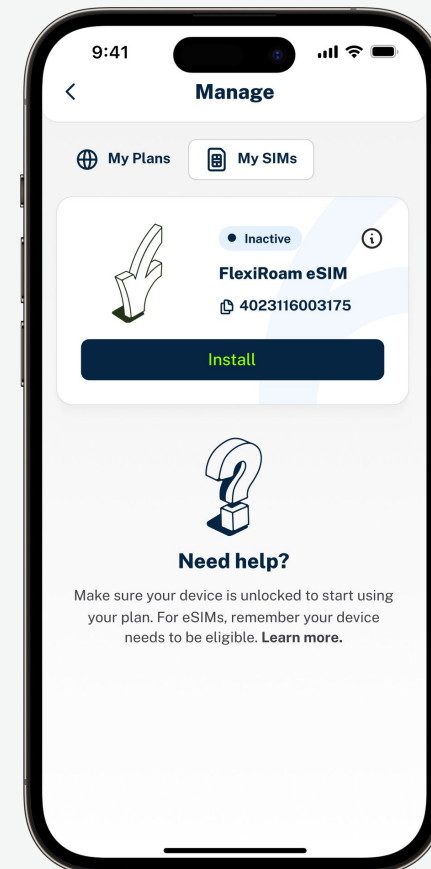 9:41
Manage
My Plans
My SIMs
Inactive
FlexiRoam eSIM
4023116003175
Install
Need help?
Make sure your device is unlocked to start using
your plan. For eSIMs, remember your device
needs to be eligible. Learn more.